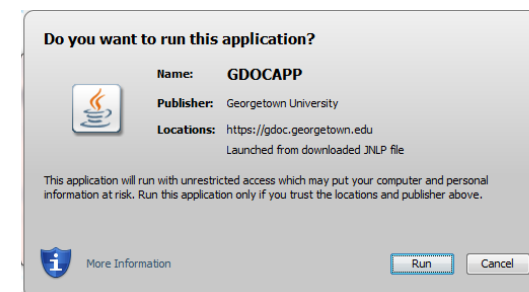 Do you want to run this application?
Name: GDOCAPP
Publisher: Georgetown University
Locations: https://gdoc.georgetown.edu
Launched from downloaded JNLP file
This application will run with unrestricted access which may put your computer and personal
information at risk. Run this application only if you trust the locations and publisher above.
More Information Run Cancel